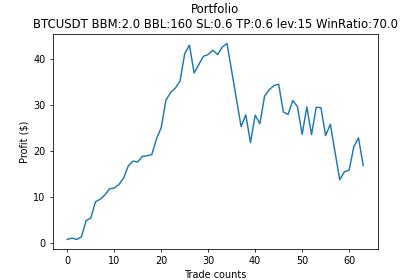 Portfolio
BTCUSDT BBM:2.0 BBL:160 SL:0.6 TP:0.6 lev:15 WinRatio:70.0
40
30
20
10
0
Profit ($)
0 10 20 30 40 50 60
Trade counts